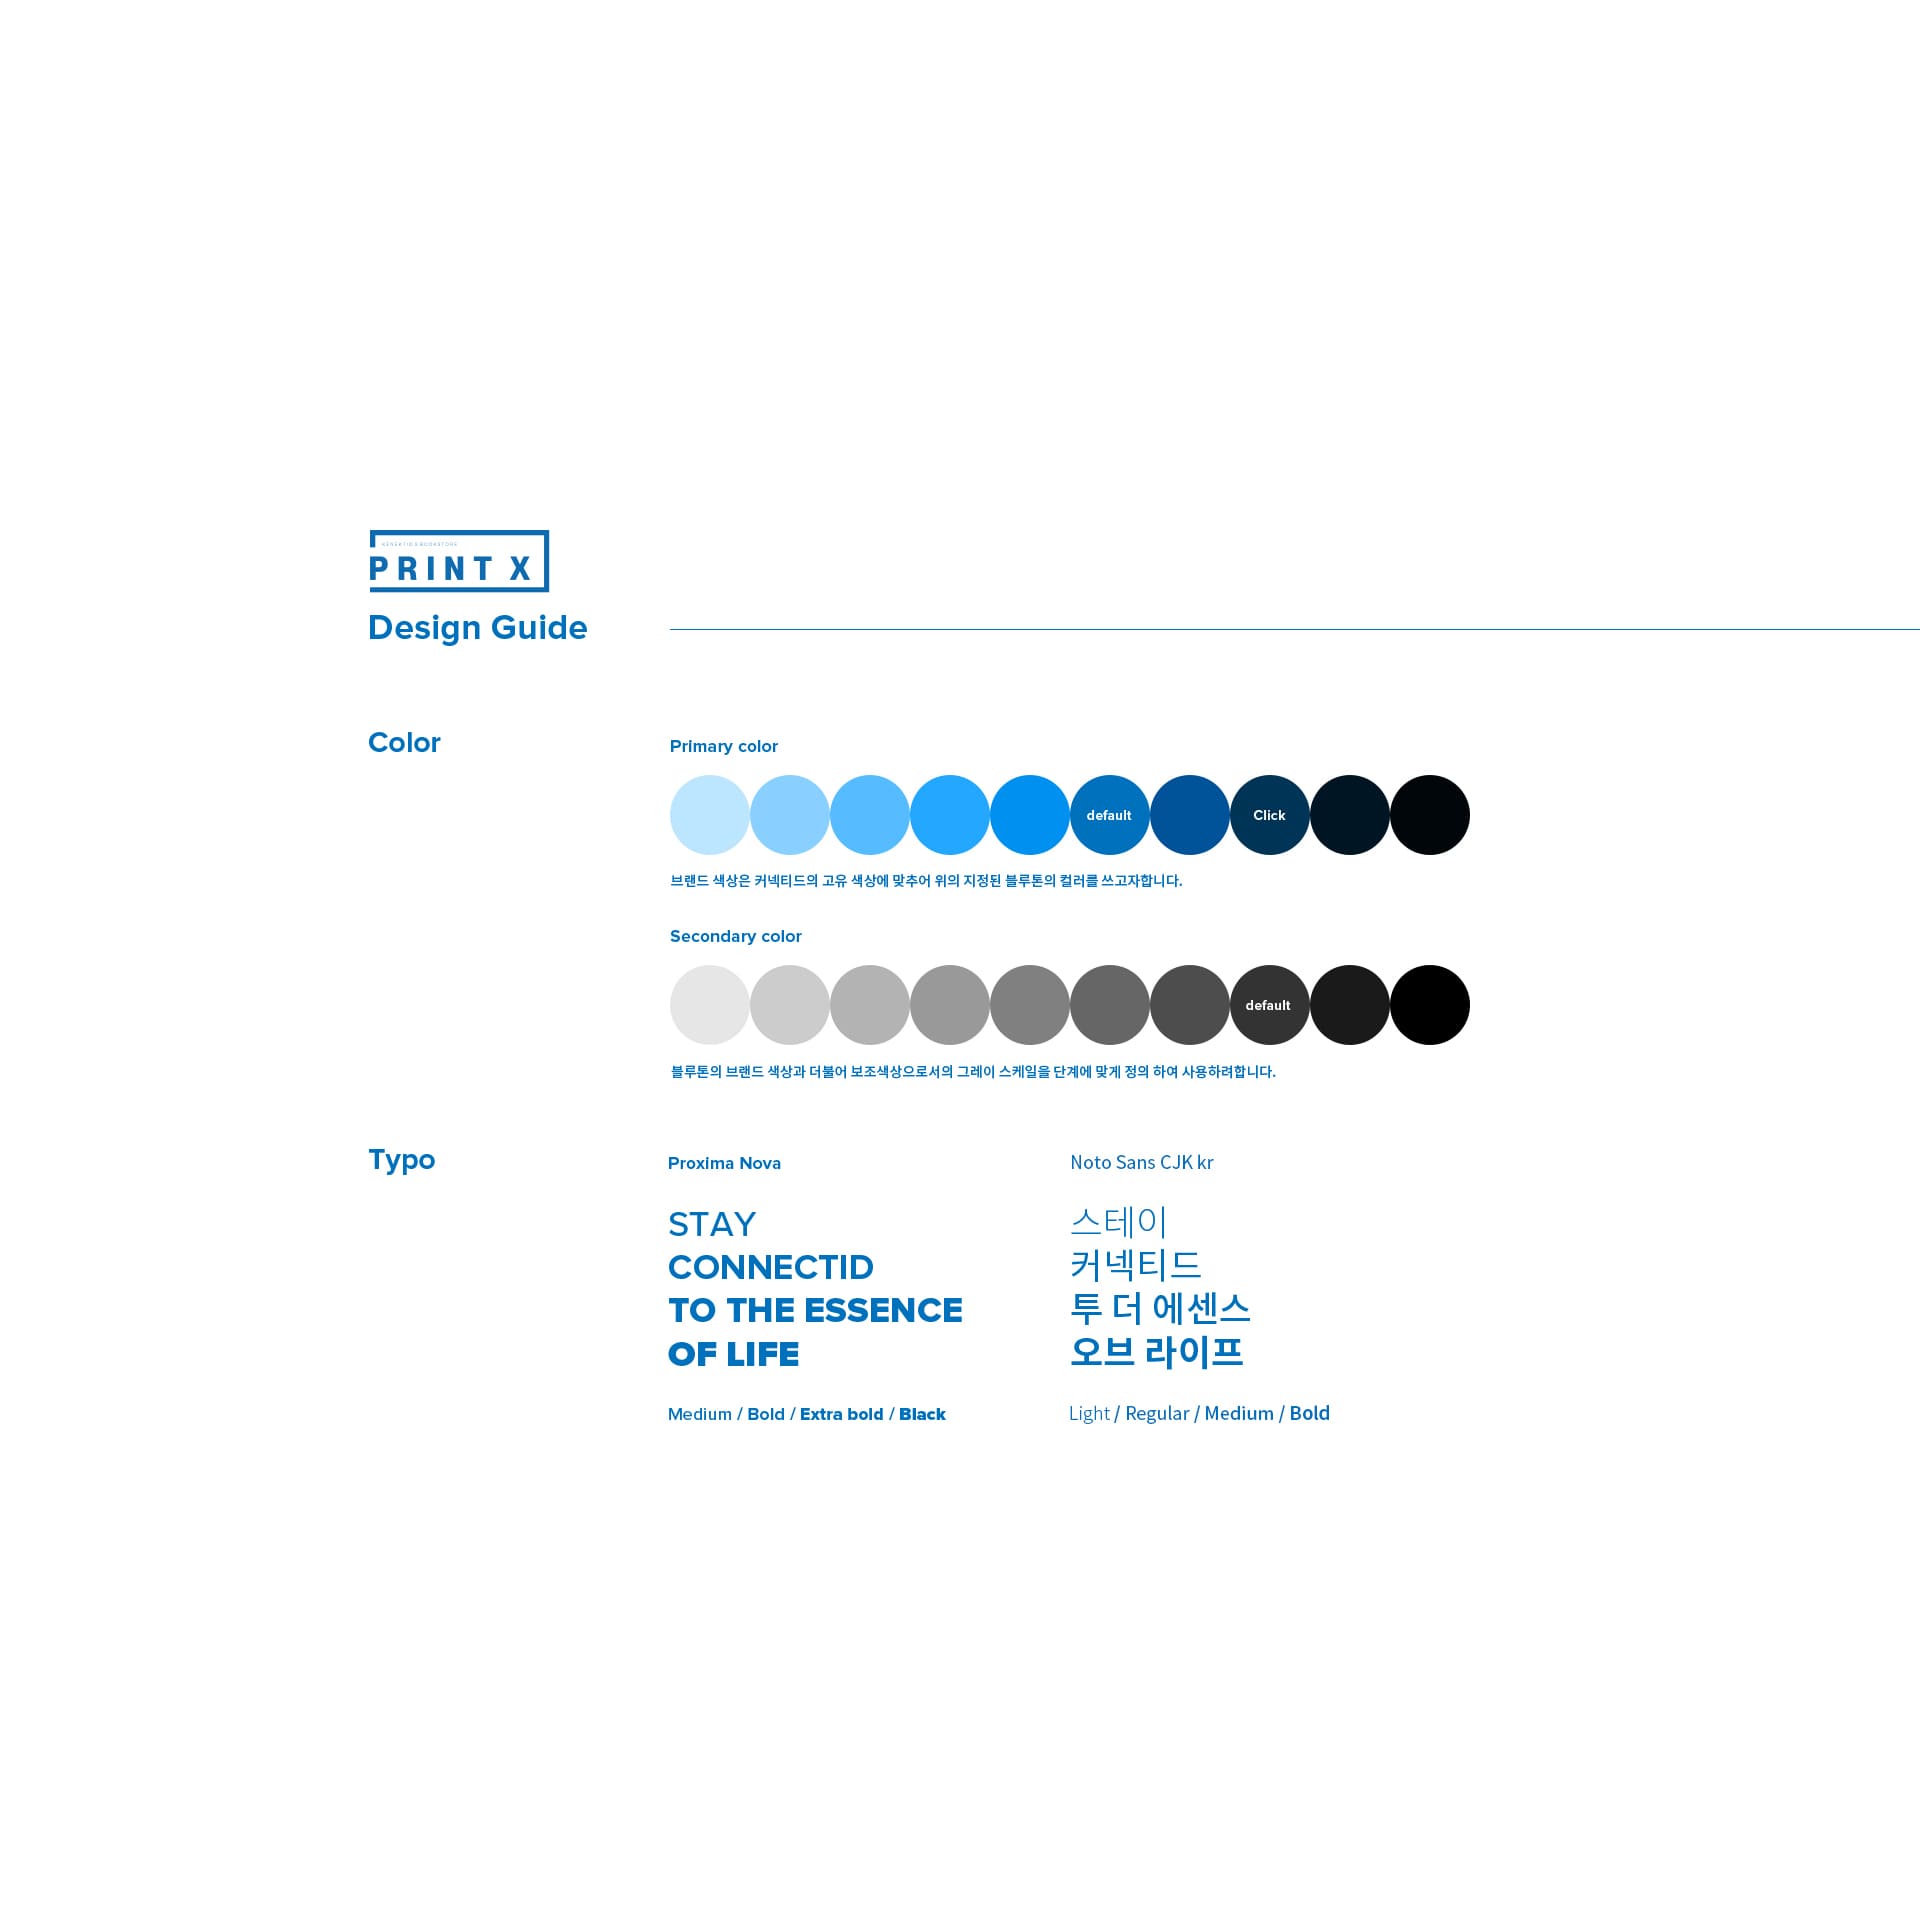 PRINT X
Design Guide
Color
Primary color
default
Click
브랜드 색상은 커넥티드의 고유 색상에 맞추어 위의 지정된 블루톤의 컬러를 쓰고자합니다.
Secondary color
default
블루톤의 브랜드 색상과 더불어 보조색상으로서의 그레이 스케일을 단계에 맞게 정의 하여 사용하려합니다.
Typo
Proxima Nova
STAY
CONNECTID
TO THE ESSENCE
OF LIFE
Medium / Bold / Extra bold / Black
Noto Sans CJK kr
스테이
커넥티드
투 더 에센스
오브 라이프
Light / Regular / Medium / Bold